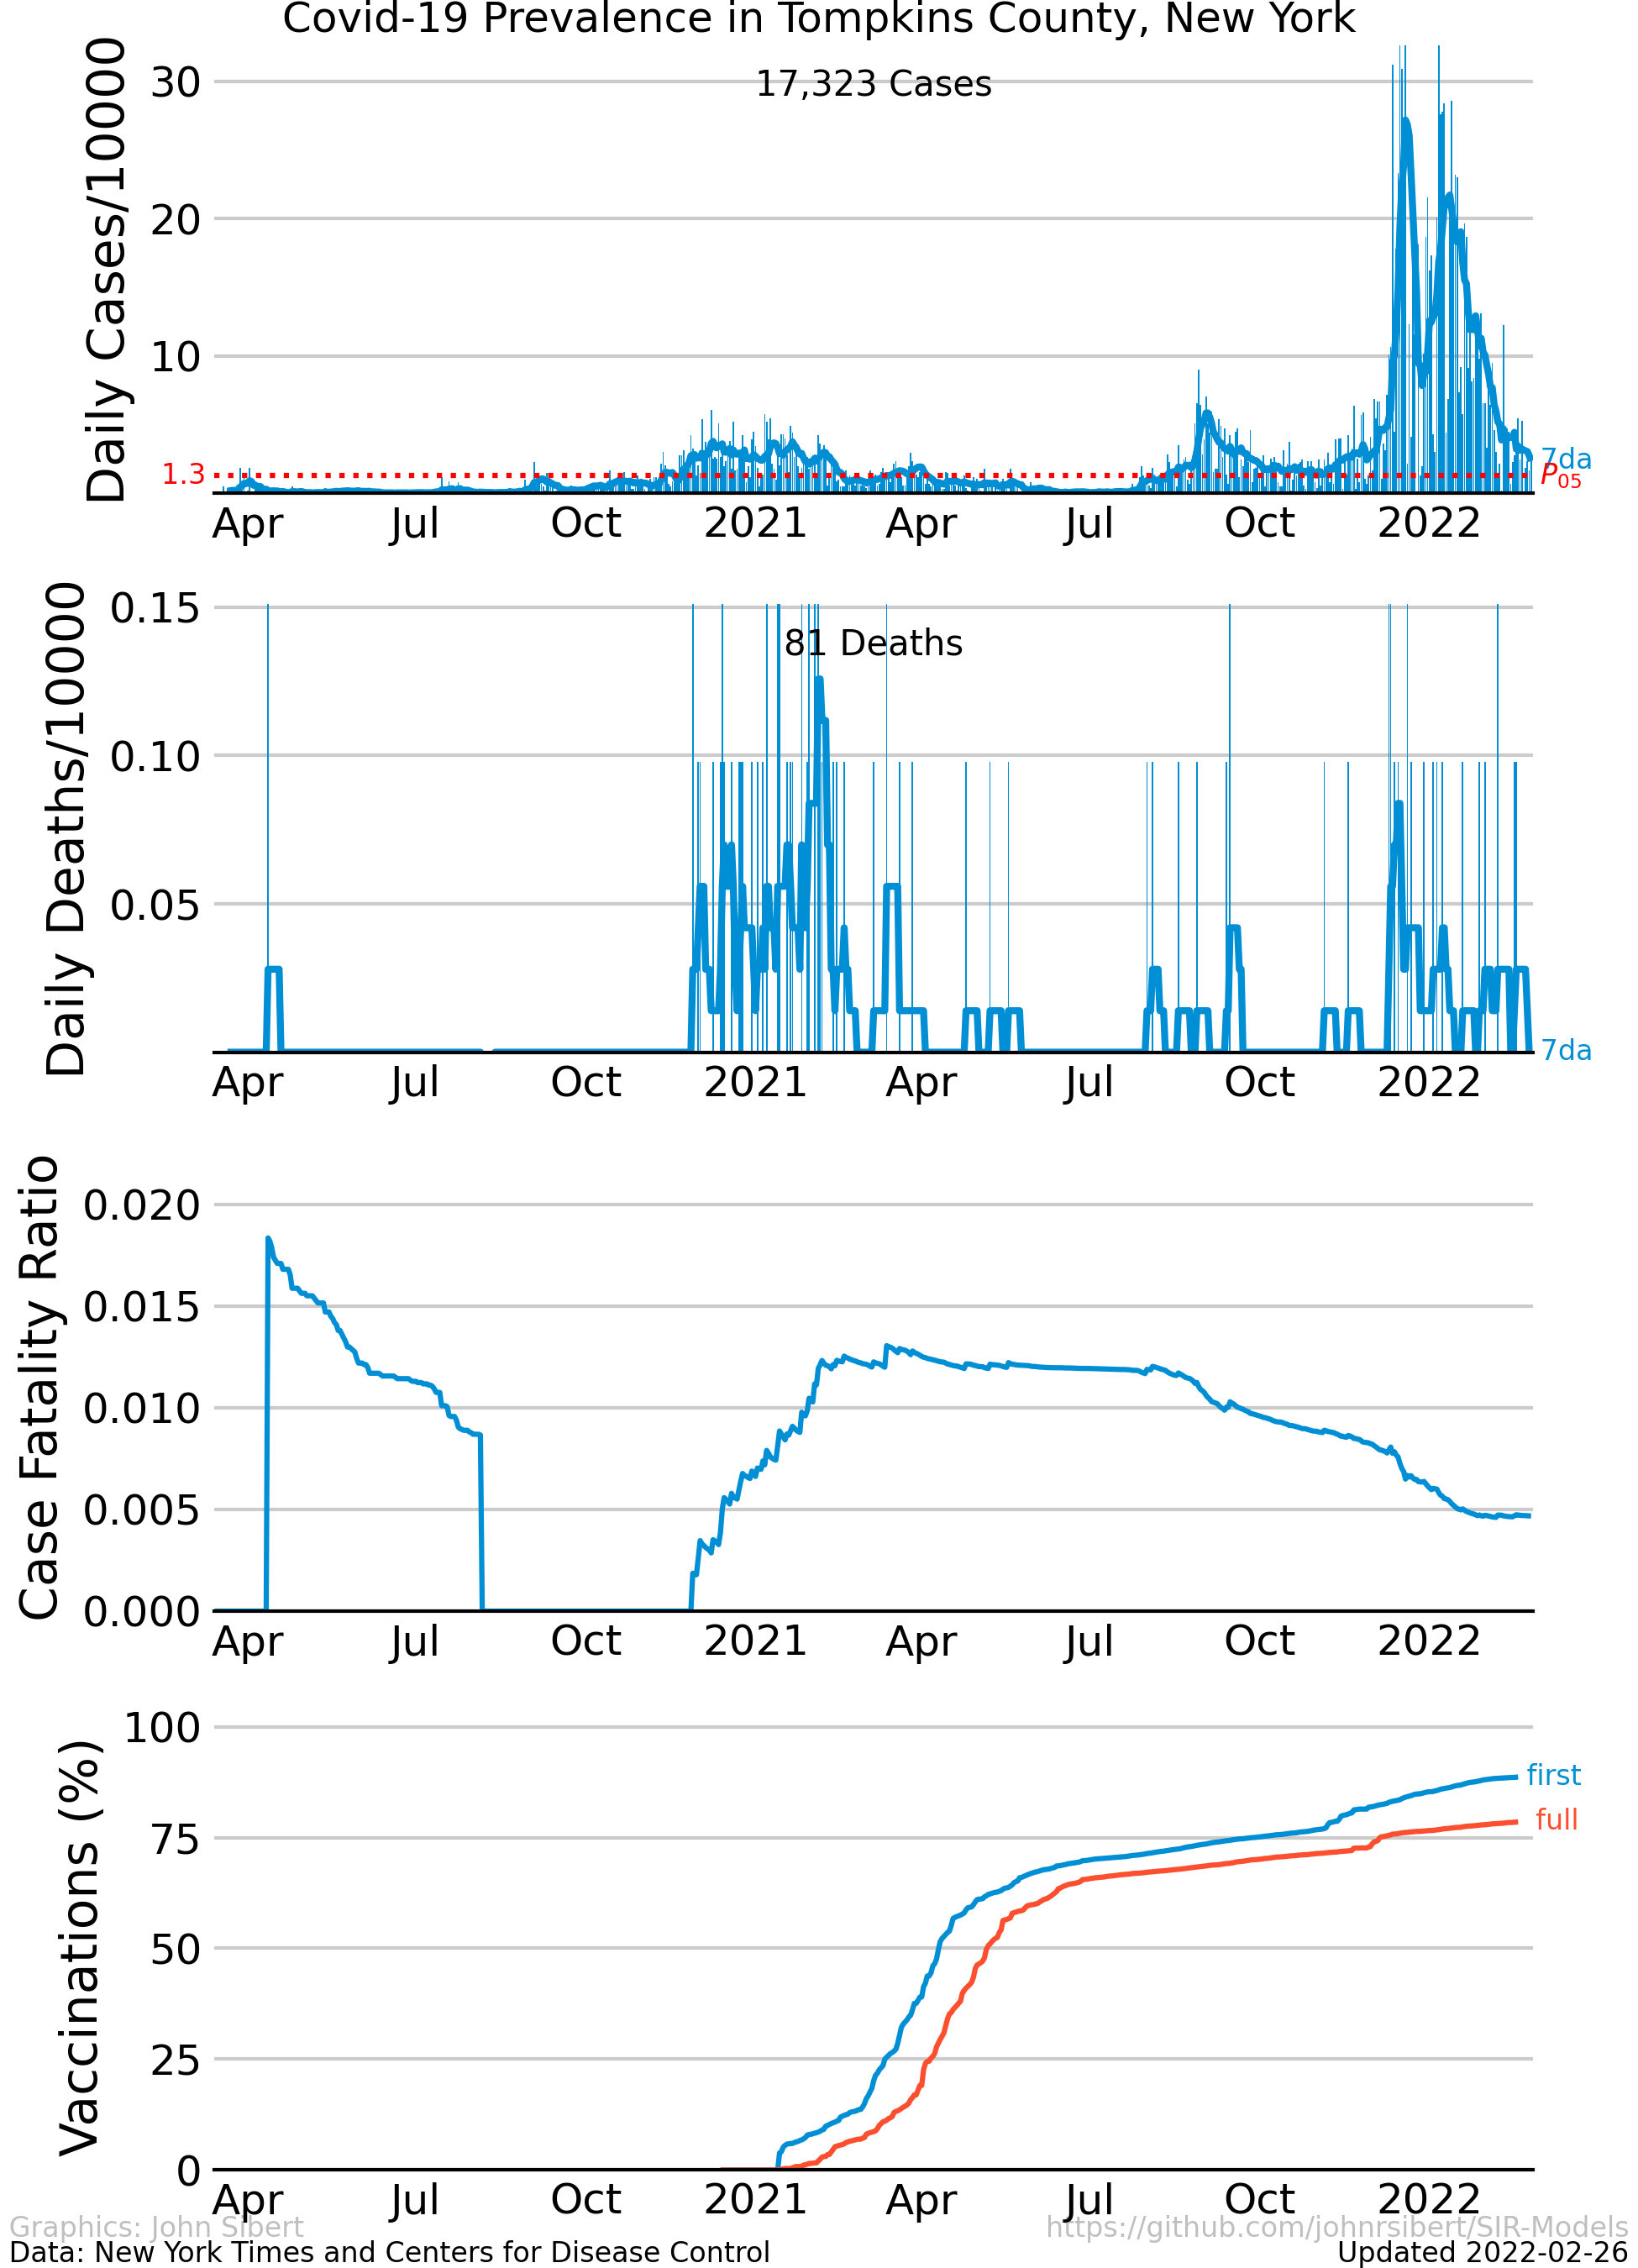 Covid-19 Prevalence in Tompkins County, New York
Daily Cases/10000
30
20
10
1.3
17,323 Cases
7da
P05
Apr Jul Oct 2021 Apr Jul Oct 2022
Daily Deaths/10000
0.15
0.10
0.05
81 Deaths
7da
Apr Jul Oct 2021 Apr Jul Oct 2022
Case Fatality Ratio
0.020
0.015
0.010
0.005
0.000
Apr Jul Oct 2021 Apr Jul Oct 2022
Vaccinations (%)
100
75
50
25
0
first
full
Apr Jul Oct 2021 Apr Jul Oct 2022
Graphics: John Sibert https://github.com/johnrsibert/SIR-Models
Data: New York Times and Centers for Disease Control Updated 2022-02-26